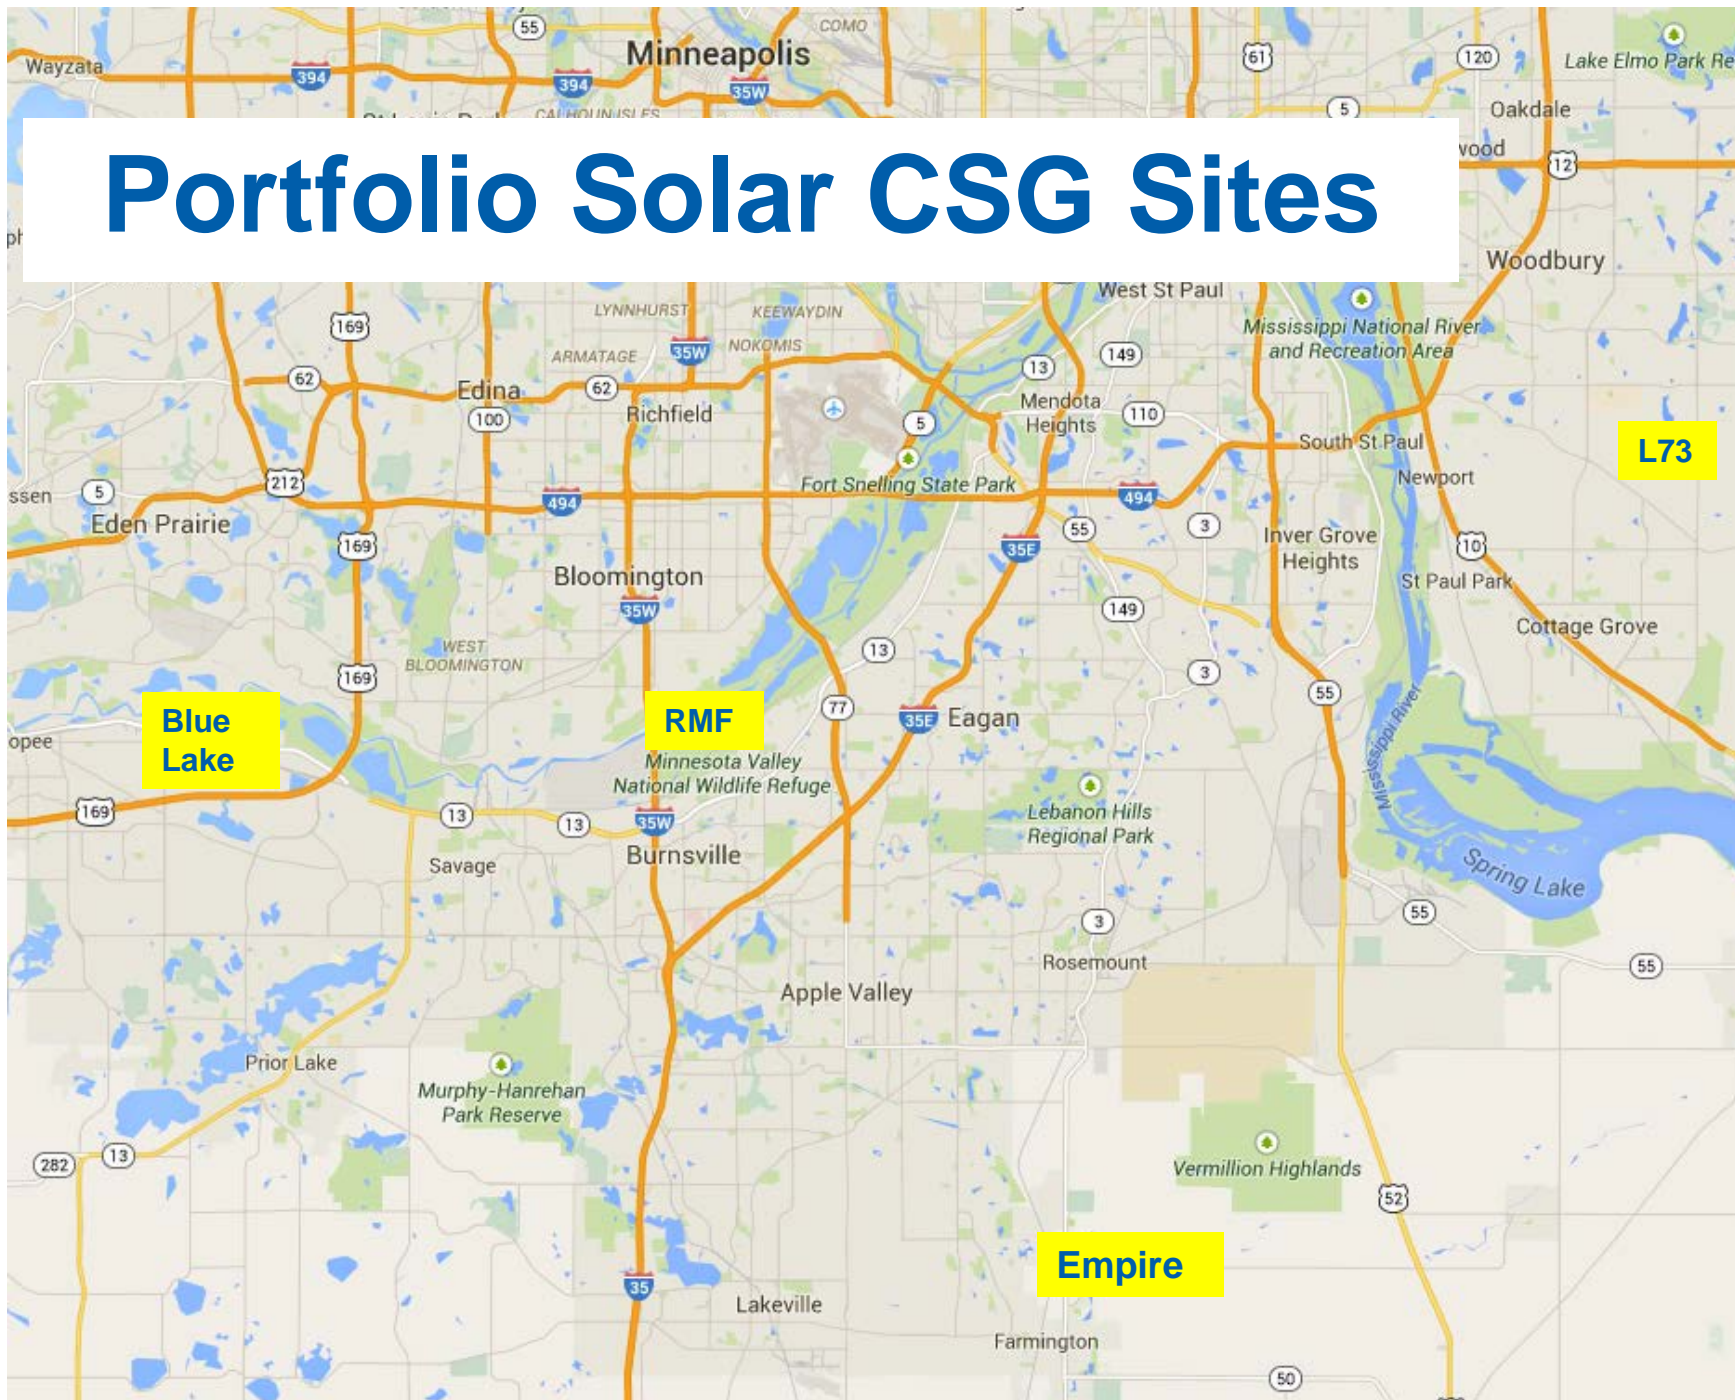 55
COMO
Minneapolis
61
120
Lake Elmo Park Re
Wayzata
394
394
35W
5
Oakdale
CALHOUN ISLES
wood
12
Portfolio Solar CSG Sites
Woodbury
West St Paul
LYNNHURST
KEEWAYDIN
Mississippi National River
and Recreation Area
169
35W
NOKOMIS
ARMATAGE
13
149
62
Edina
62
Mendota
Heights
100
Richfield
5
110
South St Paul
L73
212
Fort Snelling State Park
Newport
ssen
5
494
494
Eden Prairie
55
3
169
35E
Inver Grove
Heights
10
Bloomington
St Paul Park
35W
149
Cottage Grove
WEST
BLOOMINGTON
13
169
3
55
Blue
Lake
RMF
77
35E
Eagan
Mississippi River
opee
Minnesota Valley
National Wildlife Refuge
169
13
13
35W
Lebanon Hills
Regional Park
Savage
Burnsville
Spring Lake
3
55
Rosemount
55
Apple Valley
Prior Lake
Murphy-Hanrehan
Park Reserve
282
13
Vermillion Highlands
52
Empire
35
Lakeville
Farmington
50